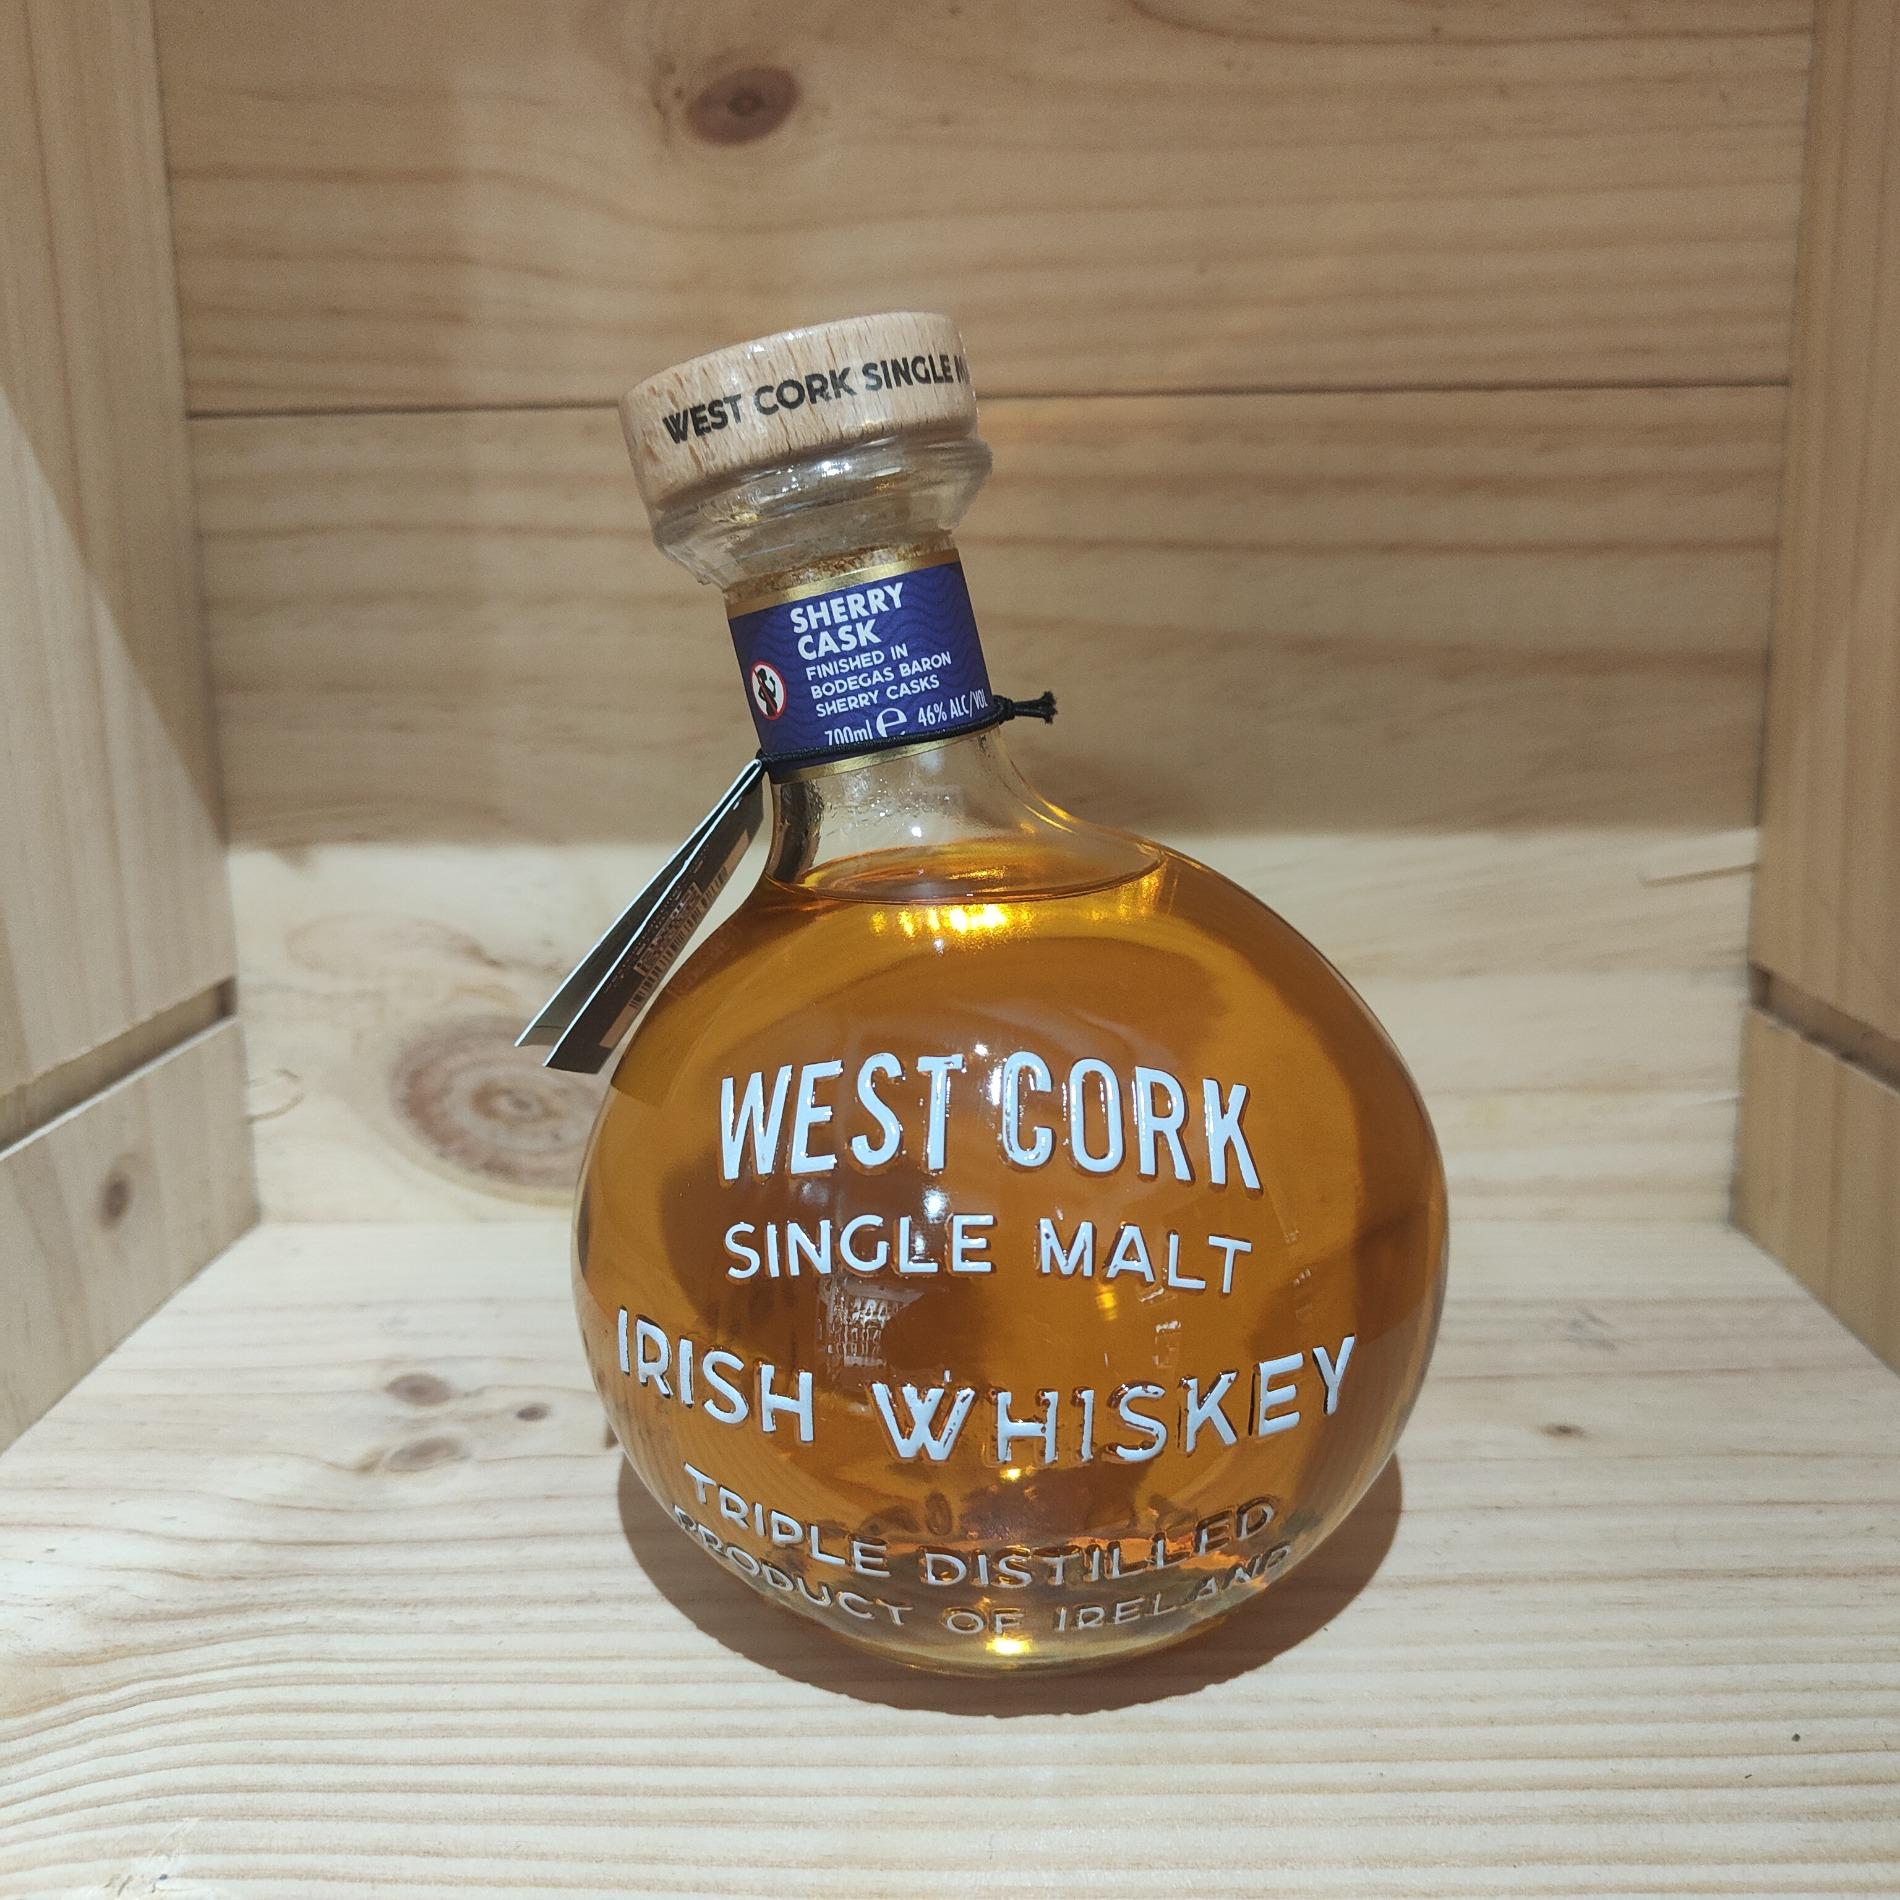 WEST CORK SINGLE
SHERRY
CASK
FINISHED IN
BODEGAS BARON
SHERRY CASKS
700ml e 46% ALC/VOL
WEST CORK
SINGLE MALT
IRISH WHISKEY
TRIPLE DISTILLED
PRODUCT OF IRELAND